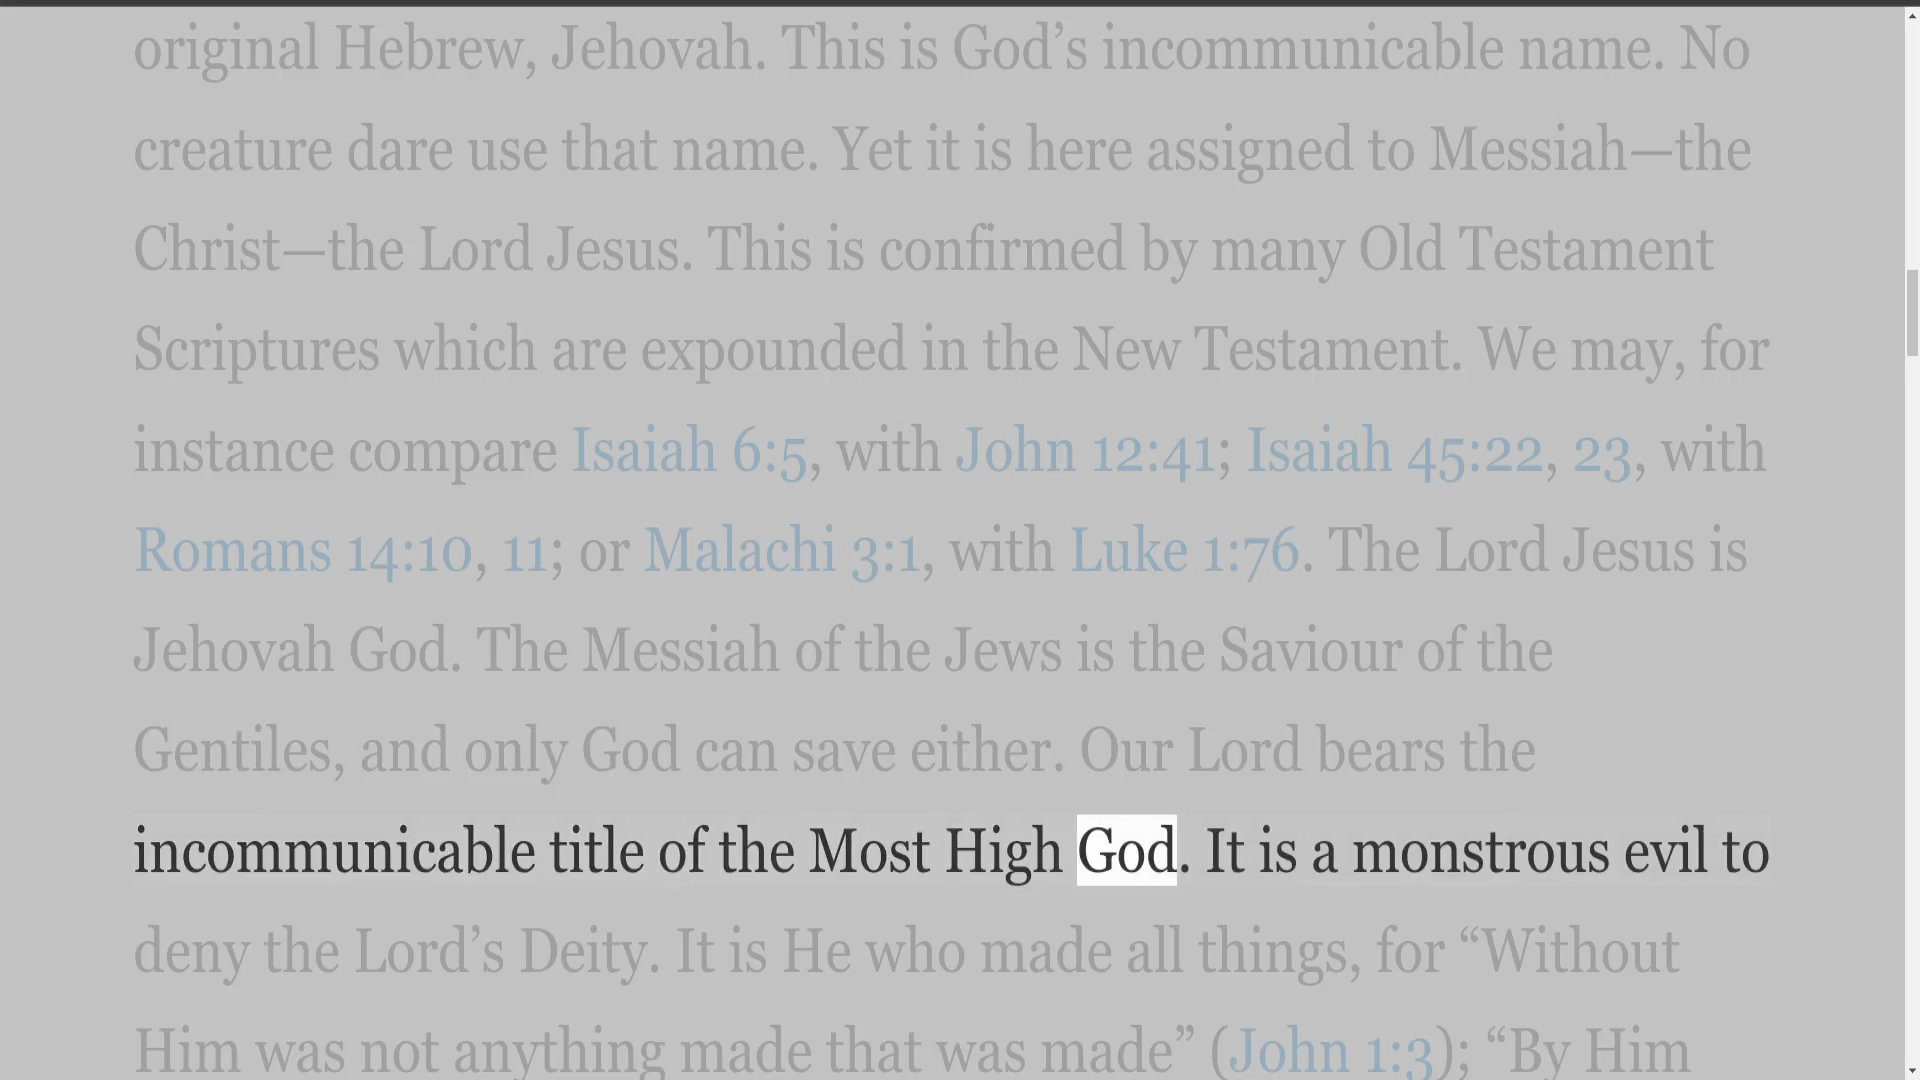 original Hebrew, Jehovah. This is God’s incommunicable name. No
creature dare use that name. Yet it is here assigned to Messiah—the
Christ—the Lord Jesus. This is confirmed by many Old Testament
Scriptures which are expounded in the New Testament. We may, for
instance compare Isaiah 6:5, with John 12:41; Isaiah 45:22, 23, with
Romans 14:10, 11; or Malachi 3:1, with Luke 1:76. The Lord Jesus is
Jehovah God. The Messiah of the Jews is the Saviour of the
Gentiles, and only God can save either. Our Lord bears the
incommunicable title of the Most High God. It is a monstrous evil to
deny the Lord’s Deity. It is He who made all things, for “Without
Him was not anything made that was made” (John 1:3); “By Him